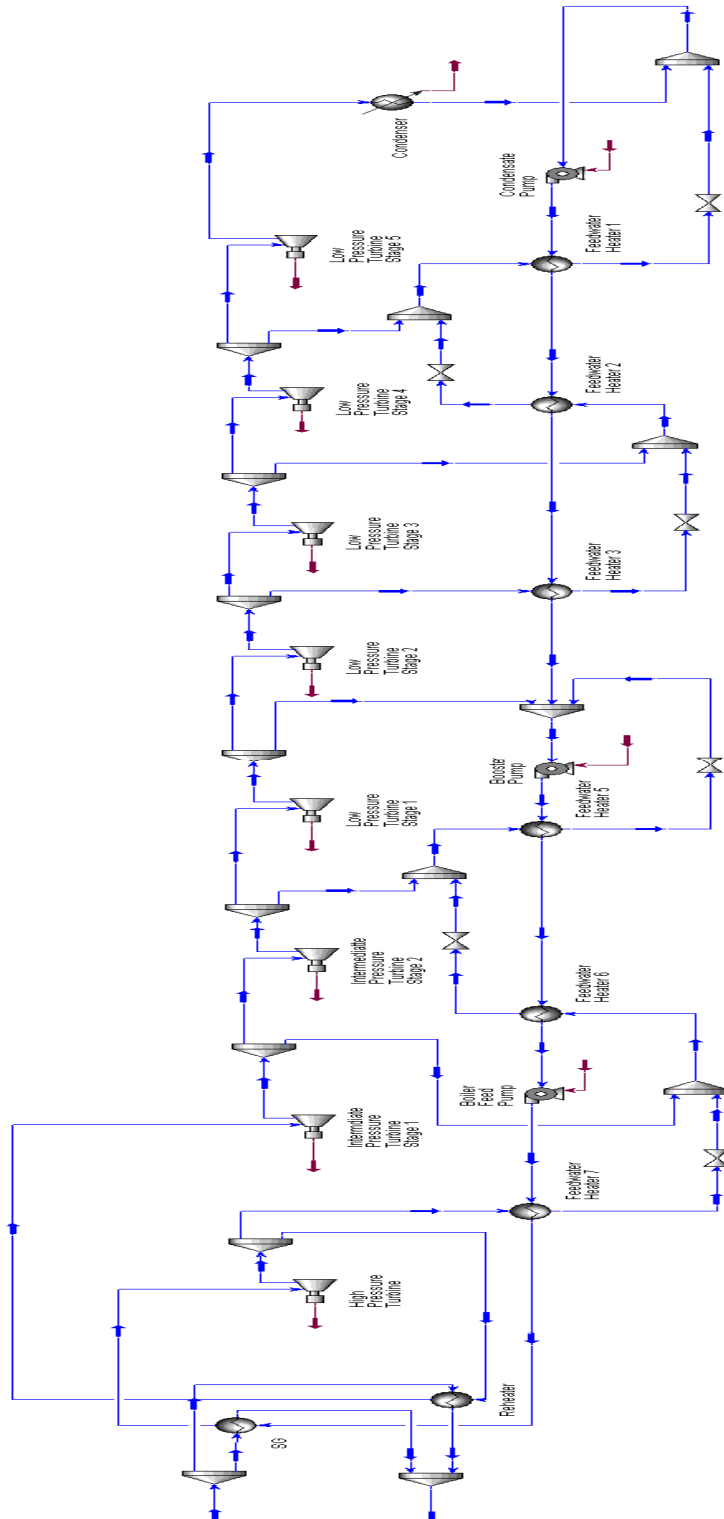 SG
High
Pressure
Turbine
Intermdiate
Pressure
Turbine
Stage 1
Intermediatte
Pressure
Turbine
Stage 2
Low
Pressure
Turbine
Stage 1
Low
Pressure
Turbine
Stage 2
Low
Pressure
Turbine
Stage 3
Low
Pressure
Turbine
Stage 4
Low
Pressure
Turbine
Stage 5
Condenser
Reheater
Boiler
Feed
Pump
Booster
Pump
Condensate
Pump
Feedwater
Heater 7
Feedwater
Heater 6
Feedwater
Heater 5
Feedwater
Heater 3
Feedwater
Heater 2
Feedwater
Heater 1